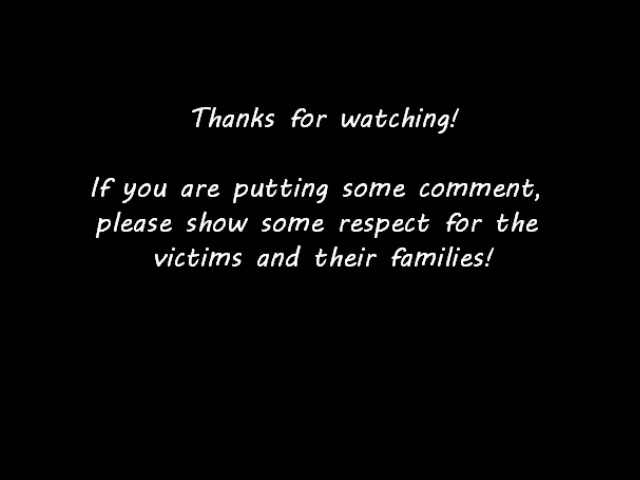 Thanks for watching!
If you are putting some comment,
please show some respect for the
victims and their families!